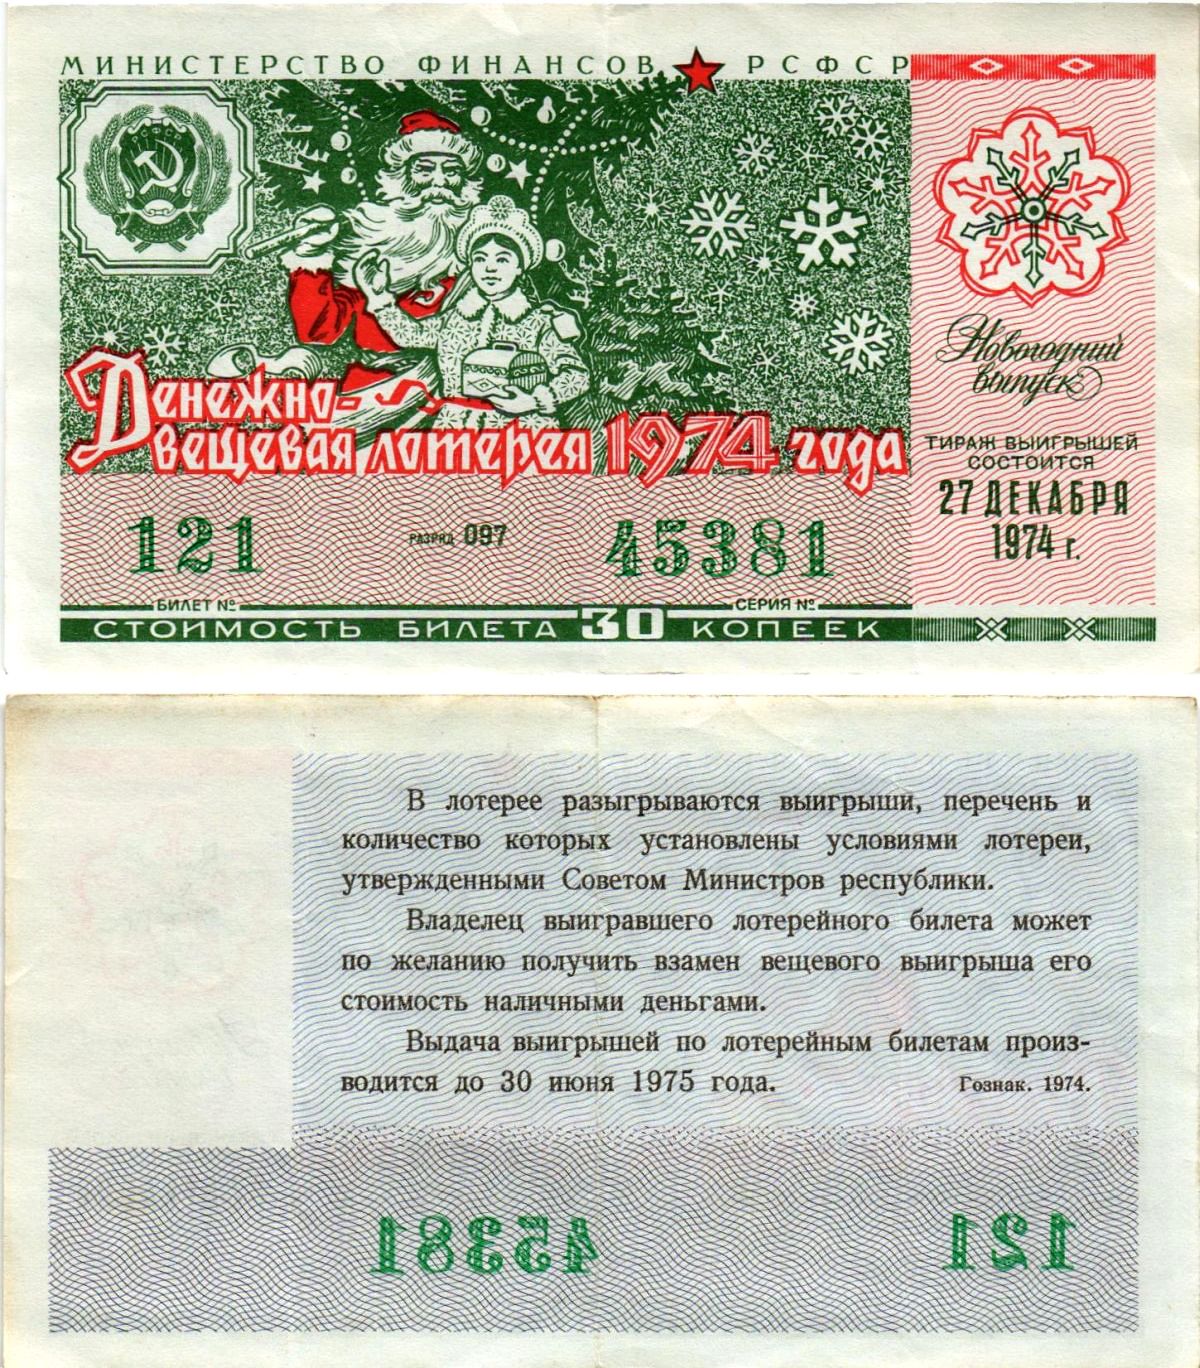 МИНИСТЕРСТВО ФИНАНСОВ РСФСР
Денежно-
вещевая лотерея 1974 года
Новогодний
выпуск
ТИРАЖ ВЫИГРЫШЕЙ
СОСТОИТСЯ
27 ДЕКАБРЯ
1974 г.
121 РАЗРЯД 097 45381
БИЛЕТ № СЕРИЯ №
СТОИМОСТЬ БИЛЕТА 30 КОПЕЕК
В лотерее разыгрываются выигрыши, перечень и
количество которых установлены условиями лотереи,
утвержденными Советом Министров республики.
Владелец выигравшего лотерейного билета может
по желанию получить взамен вещевого выигрыша его
стоимость наличными деньгами.
Выдача выигрышей по лотерейным билетам произ-
водится до 30 июня 1975 года. Гознак. 1974.
45381 121